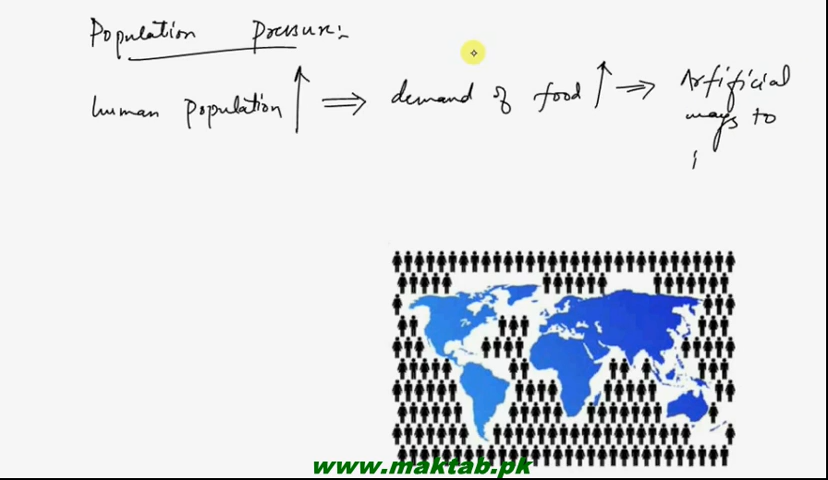 Population Pressure:-
human population ↑ ⇒ demand of food ↑ ⇒ Artificial
ways to
i
www.maktab.pk